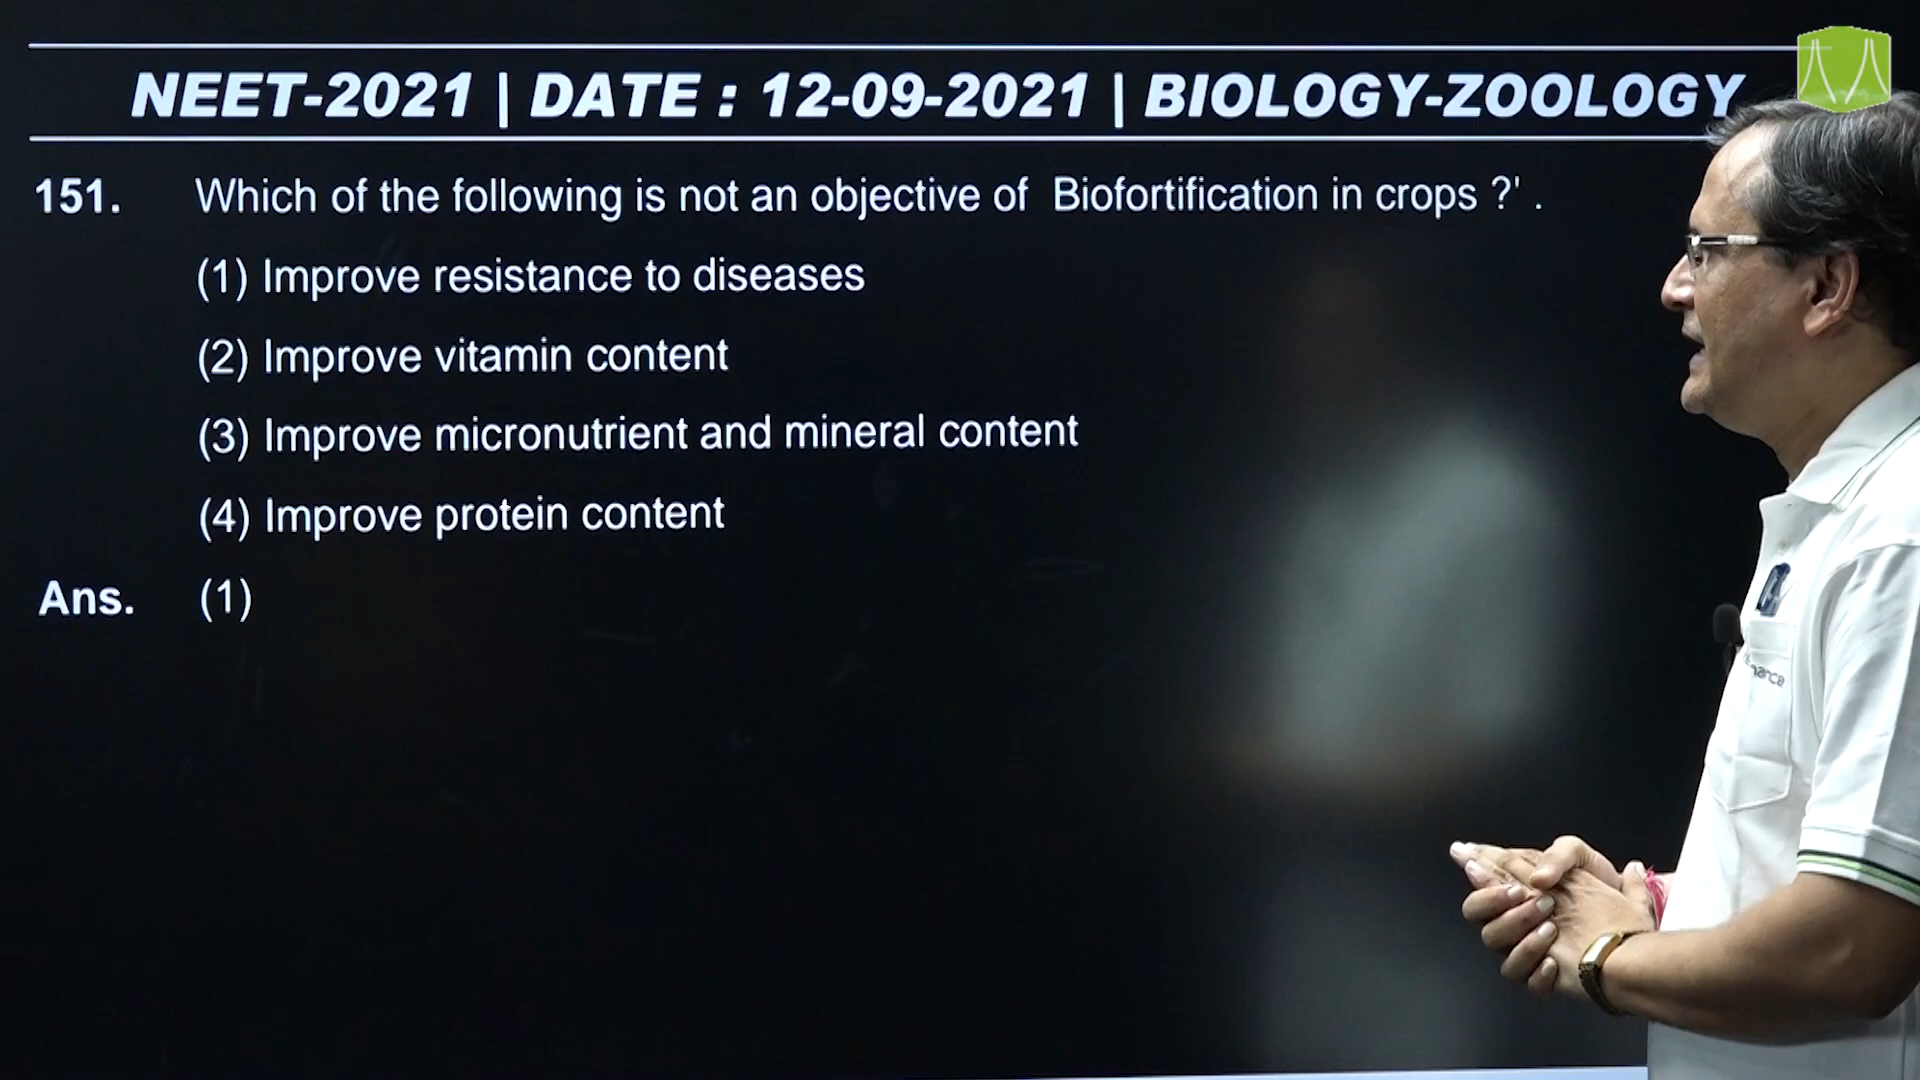 NEET-2021 | DATE : 12-09-2021 | BIOLOGY-ZOOLOGY
151. Which of the following is not an objective of Biofortification in crops ?' .
(1) Improve resistance to diseases
(2) Improve vitamin content
(3) Improve micronutrient and mineral content
(4) Improve protein content
Ans. (1)